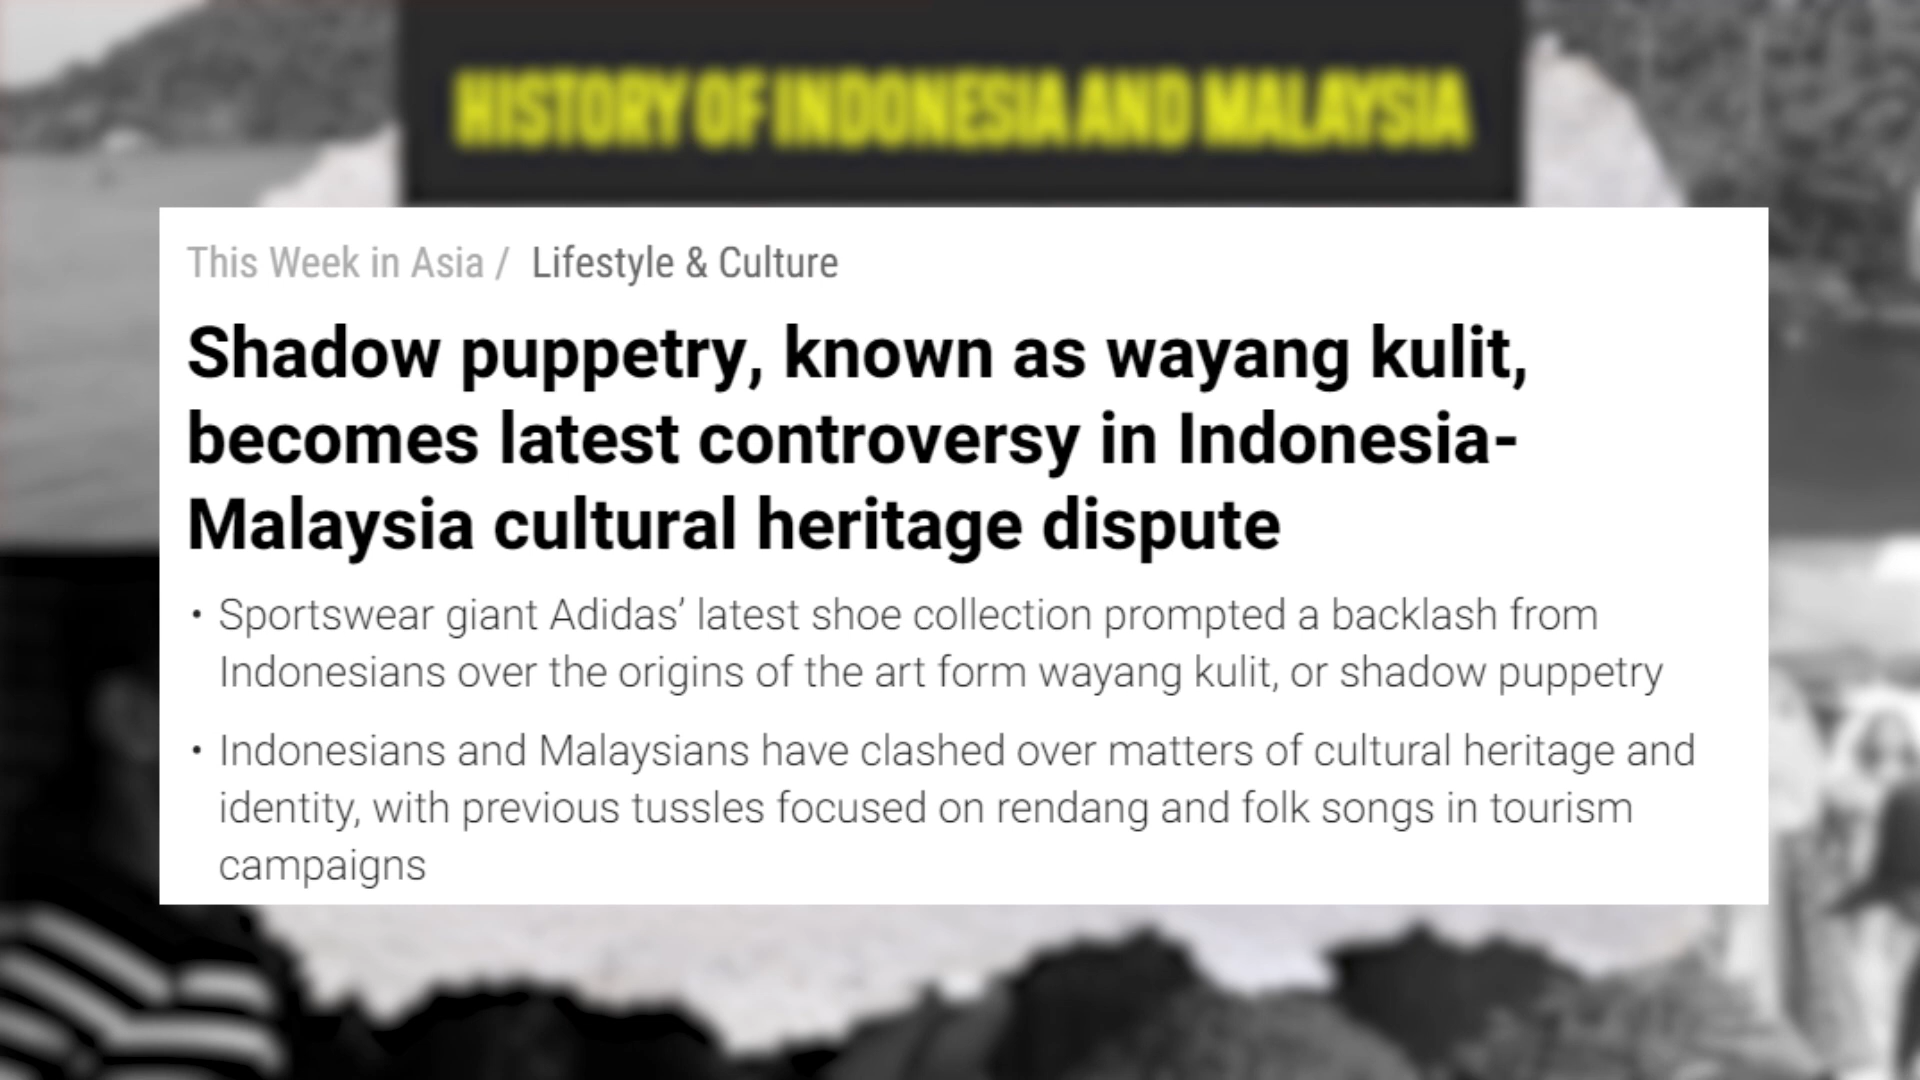 HISTORY OF INDONESIA AND MALAYSIA
This Week in Asia / Lifestyle & Culture
Shadow puppetry, known as wayang kulit,
becomes latest controversy in Indonesia-
Malaysia cultural heritage dispute
• Sportswear giant Adidas’ latest shoe collection prompted a backlash from
Indonesians over the origins of the art form wayang kulit, or shadow puppetry
• Indonesians and Malaysians have clashed over matters of cultural heritage and
identity, with previous tussles focused on rendang and folk songs in tourism
campaigns